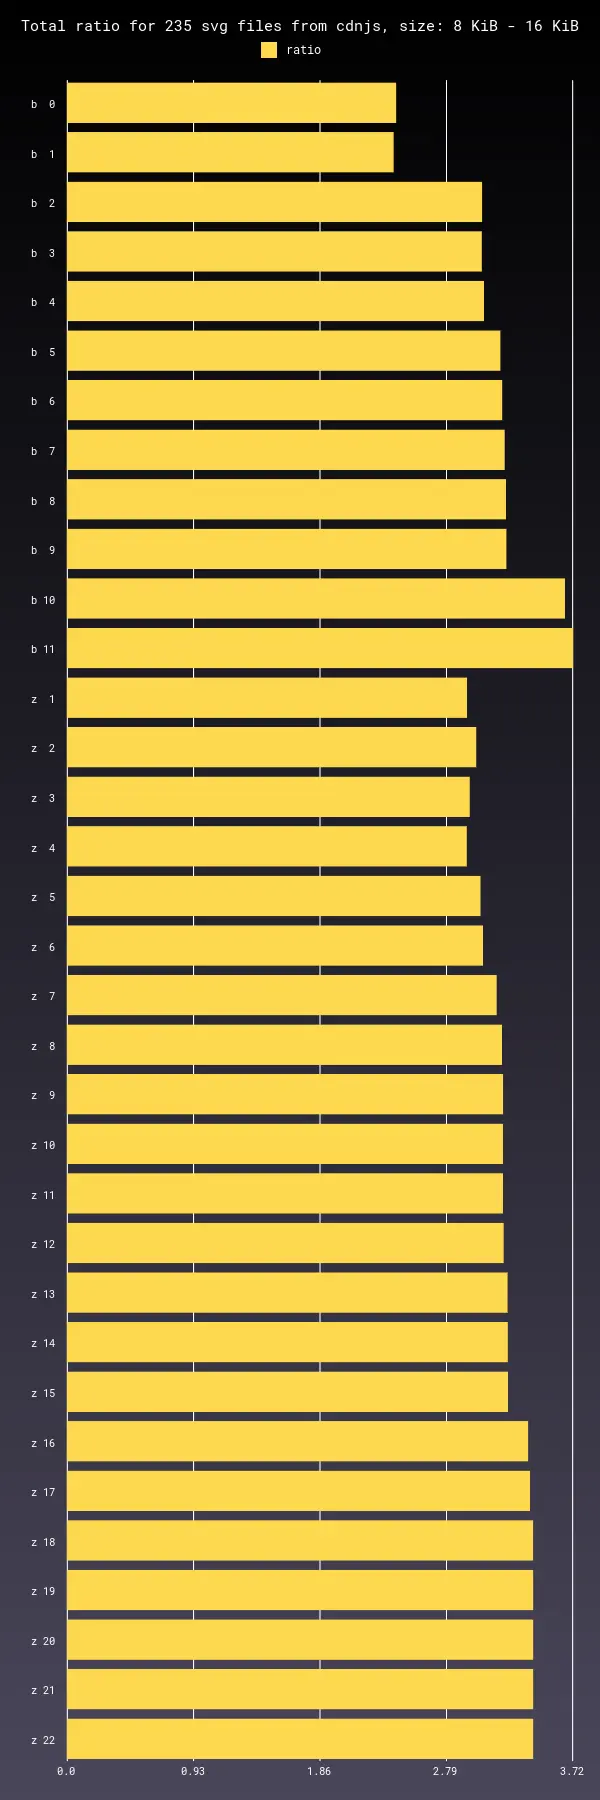 Total ratio for 235 svg files from cdnjs, size: 8 KiB - 16 KiB
ratio
b  0
b  1
b  2
b  3
b  4
b  5
b  6
b  7
b  8
b  9
b 10
b 11
z  1
z  2
z  3
z  4
z  5
z  6
z  7
z  8
z  9
z 10
z 11
z 12
z 13
z 14
z 15
z 16
z 17
z 18
z 19
z 20
z 21
z 22
0.0 0.93 1.86 2.79 3.72